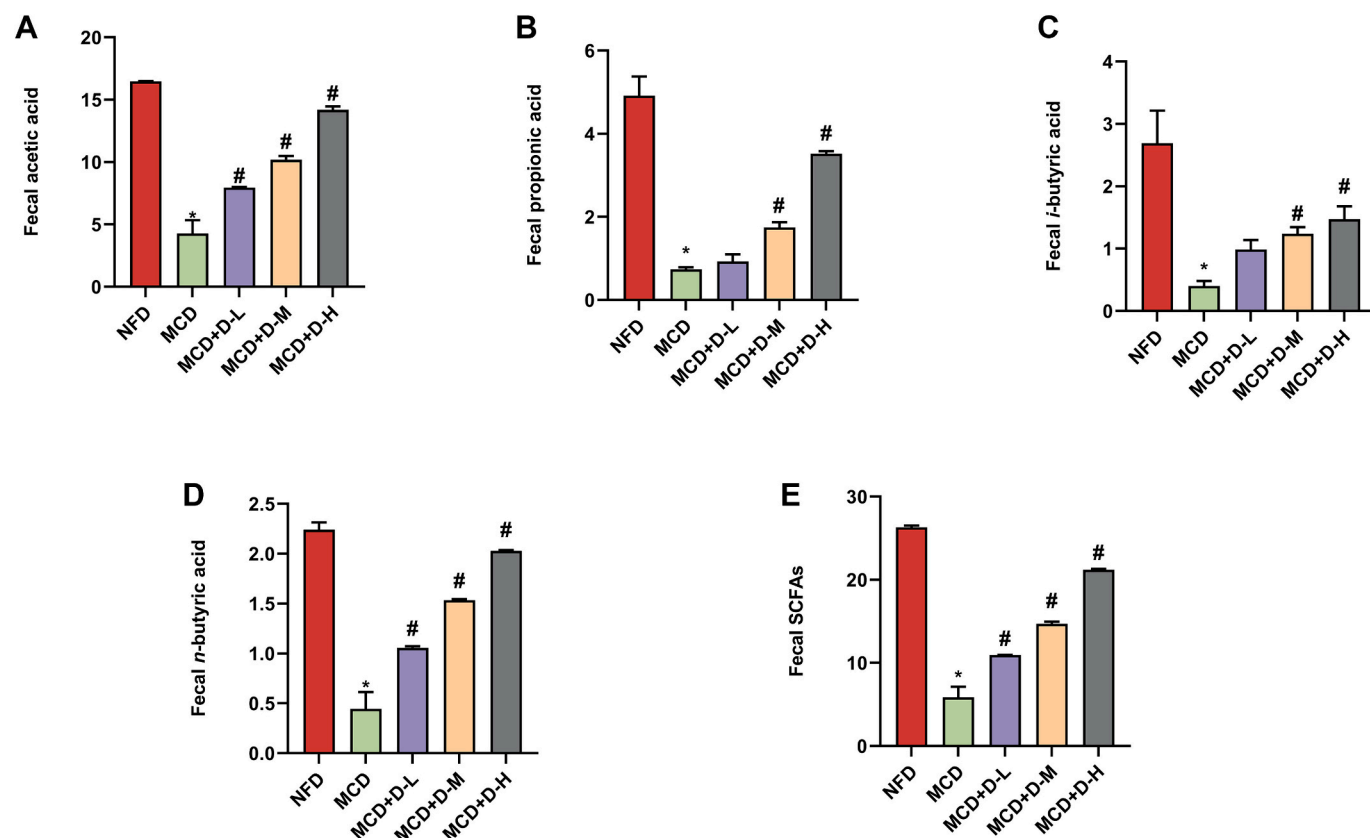 A
Fecal acetic acid
20
15
10
5
0
*
#
#
#
NFD
MCD
MCD+D-L
MCD+D-M
MCD+D-H
B
Fecal propionic acid
6
4
2
0
*
#
#
NFD
MCD
MCD+D-L
MCD+D-M
MCD+D-H
C
Fecal i-butyric acid
4
3
2
1
0
*
#
#
NFD
MCD
MCD+D-L
MCD+D-M
MCD+D-H
D
Fecal n-butyric acid
2.5
2.0
1.5
1.0
0.5
0.0
*
#
#
#
NFD
MCD
MCD+D-L
MCD+D-M
MCD+D-H
E
Fecal SCFAs
30
20
10
0
*
#
#
#
NFD
MCD
MCD+D-L
MCD+D-M
MCD+D-H